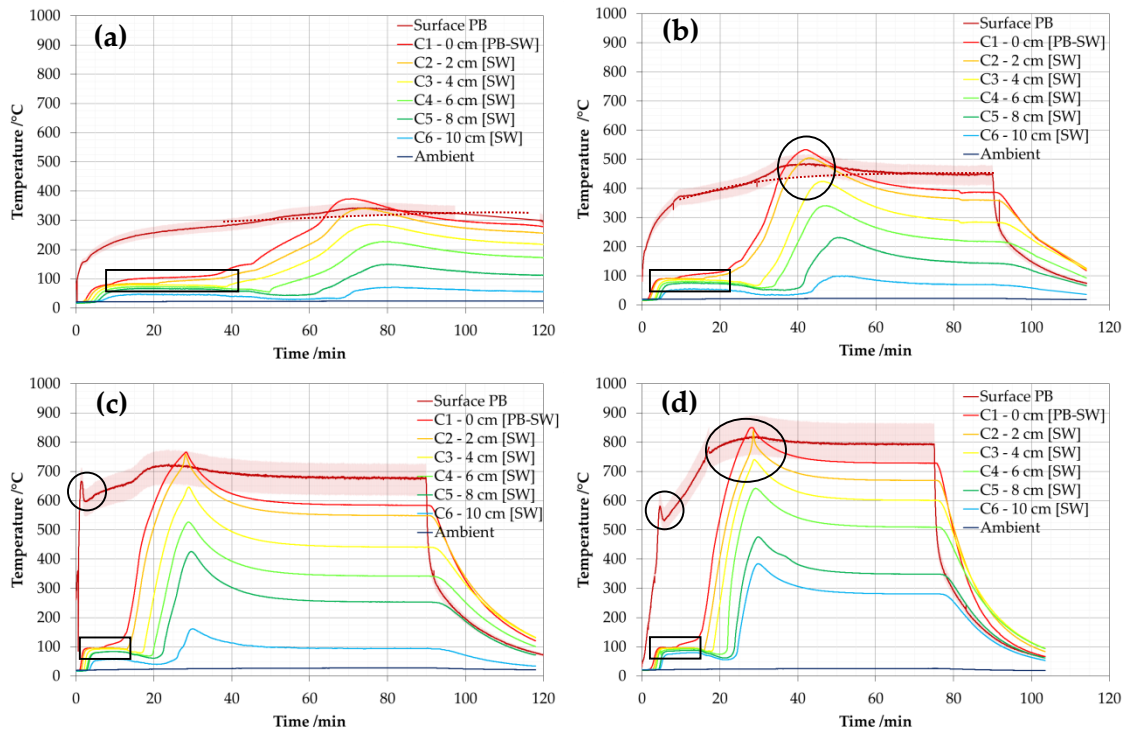 (a)
Temperature /°C
1000
900
800
700
600
500
400
300
200
100
0
0 20 40 60 80 100 120
Time /min
Surface PB
C1 - 0 cm [PB-SW]
C2 - 2 cm [SW]
C3 - 4 cm [SW]
C4 - 6 cm [SW]
C5 - 8 cm [SW]
C6 - 10 cm [SW]
Ambient
(b)
Temperature /°C
1000
900
800
700
600
500
400
300
200
100
0
0 20 40 60 80 100 120
Time /min
Surface PB
C1 - 0 cm [PB-SW]
C2 - 2 cm [SW]
C3 - 4 cm [SW]
C4 - 6 cm [SW]
C5 - 8 cm [SW]
C6 - 10 cm [SW]
Ambient
(c)
Temperature /°C
1000
900
800
700
600
500
400
300
200
100
0
0 20 40 60 80 100 120
Time /min
Surface PB
C1 - 0 cm [PB-SW]
C2 - 2 cm [SW]
C3 - 4 cm [SW]
C4 - 6 cm [SW]
C5 - 8 cm [SW]
C6 - 10 cm [SW]
Ambient
(d)
Temperature /°C
1000
900
800
700
600
500
400
300
200
100
0
0 20 40 60 80 100 120
Time /min
Surface PB
C1 - 0 cm [PB-SW]
C2 - 2 cm [SW]
C3 - 4 cm [SW]
C4 - 6 cm [SW]
C5 - 8 cm [SW]
C6 - 10 cm [SW]
Ambient